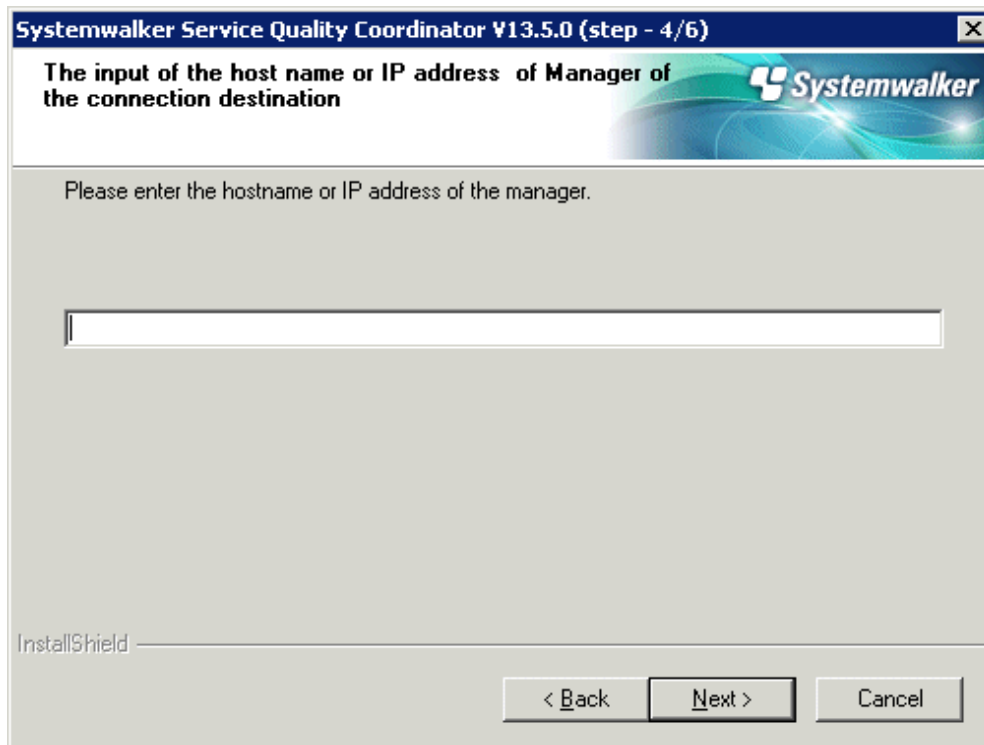 Systemwalker Service Quality Coordinator V13.5.0 (step - 4/6)
The input of the host name or IP address  of Manager of
the connection destination
Systemwalker
Please enter the hostname or IP address of the manager.
InstallShield
< Back
Next >
Cancel